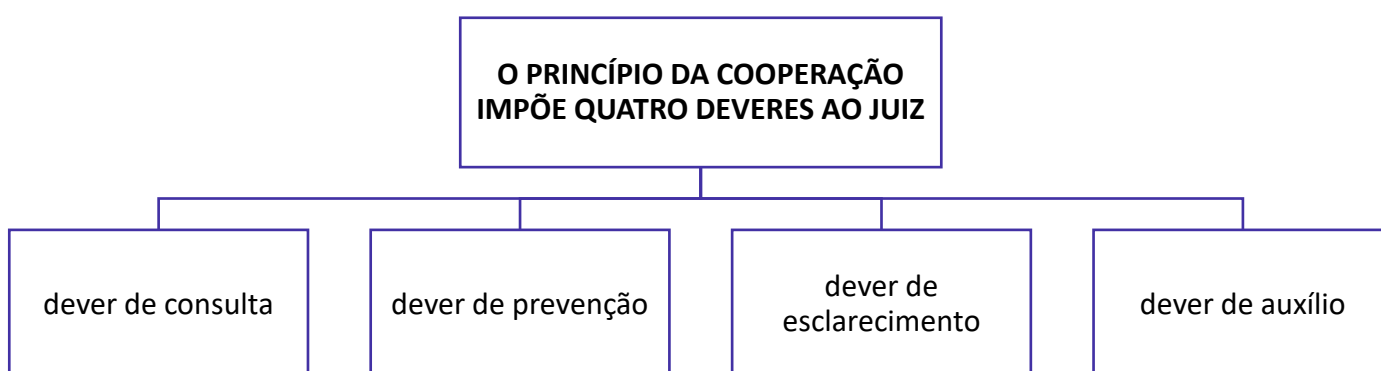 O PRINCÍPIO DA COOPERAÇÃO
IMPÕE QUATRO DEVERES AO JUIZ
dever de consulta
dever de prevenção
dever de
esclarecimento
dever de auxílio